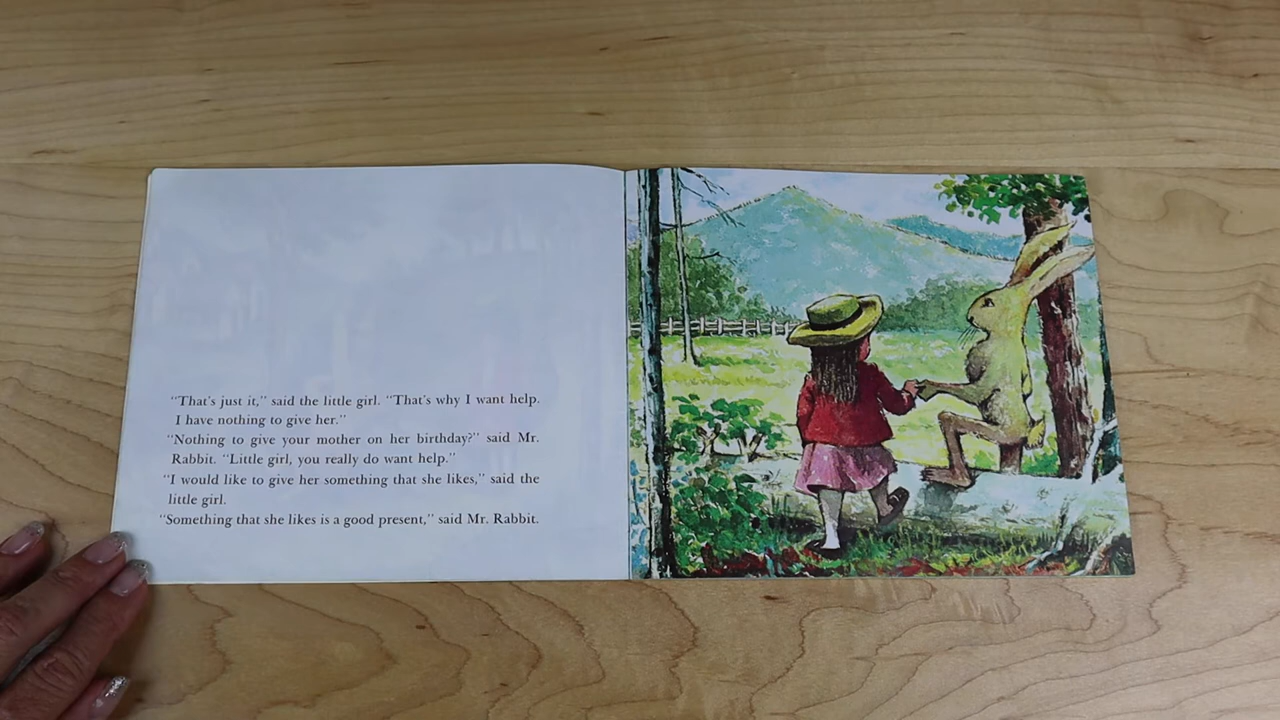 "That's just it," said the little girl. "That's why I want help.
I have nothing to give her."
"Nothing to give your mother on her birthday?" said Mr.
Rabbit. "Little girl, you really do want help."
"I would like to give her something that she likes," said the
little girl.
"Something that she likes is a good present," said Mr. Rabbit.